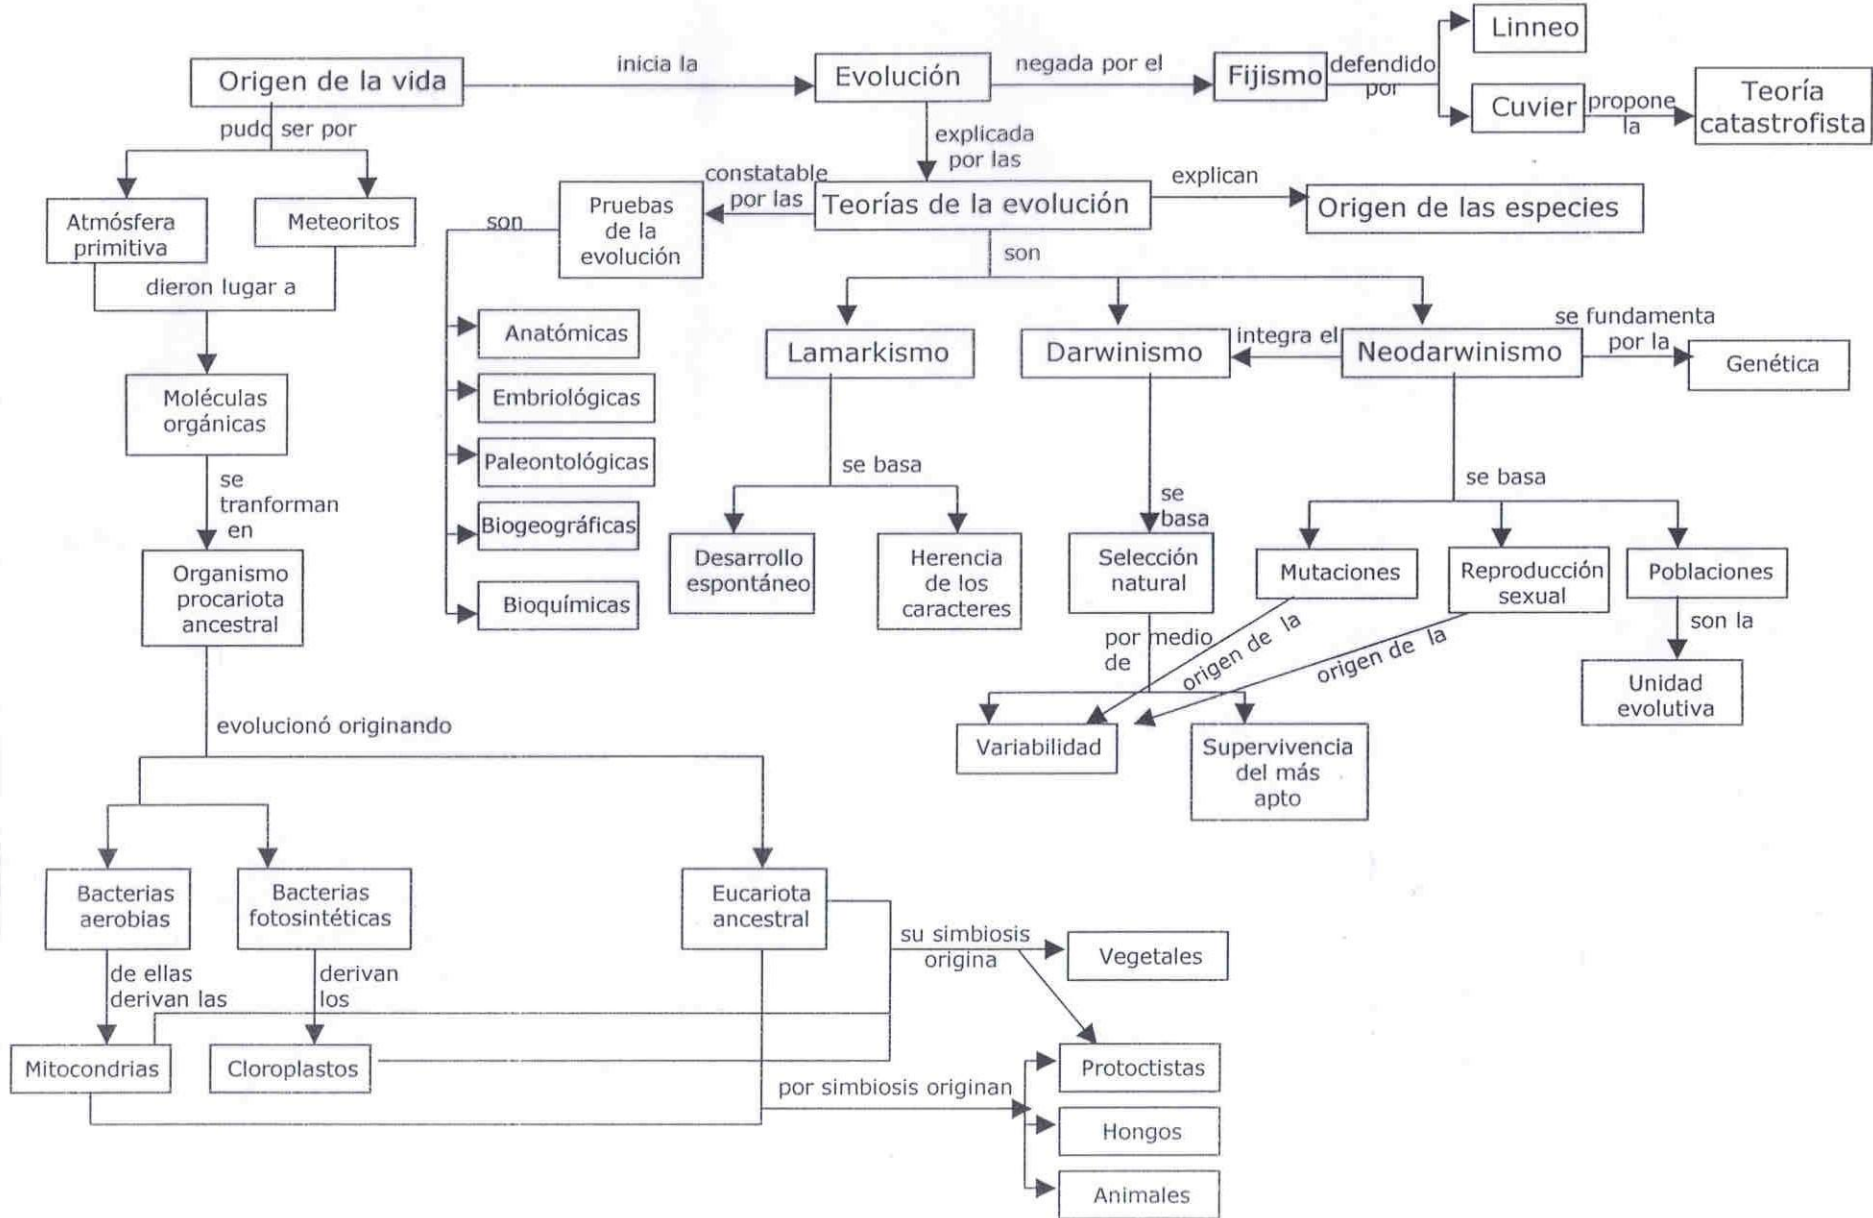 Origen de la vida
inicia la
Evolución
negada por el
Fijismo
defendido
por
Linneo
Cuvier
propone
la
Teoría
catastrofista
pudo ser por
explicada
por las
Atmósfera
primitiva
Meteoritos
dieron lugar a
Moléculas
orgánicas
se
tranforman
en
Organismo
procariota
ancestral
constatable
por las
Teorías de la evolución
explican
Origen de las especies
Pruebas
de la
evolución
son
Anatómicas
Embriológicas
Paleontológicas
Biogeográficas
Bioquímicas
son
Lamarkismo
Darwinismo
integra el
Neodarwinismo
se fundamenta
por la
Genética
se basa
Desarrollo
espontáneo
Herencia
de los
caracteres
se
basa
Selección
natural
por medio
de
se basa
Mutaciones
Reproducción
sexual
Poblaciones
origen de la
origen de la
son la
Unidad
evolutiva
Variabilidad
Supervivencia
del más
apto
evolucionó originando
Bacterias
aerobias
Bacterias
fotosintéticas
Eucariota
ancestral
de ellas
derivan las
derivan
los
Mitocondrias
Cloroplastos
su simbiosis
origina
Vegetales
por simbiosis originan
Protoctistas
Hongos
Animales